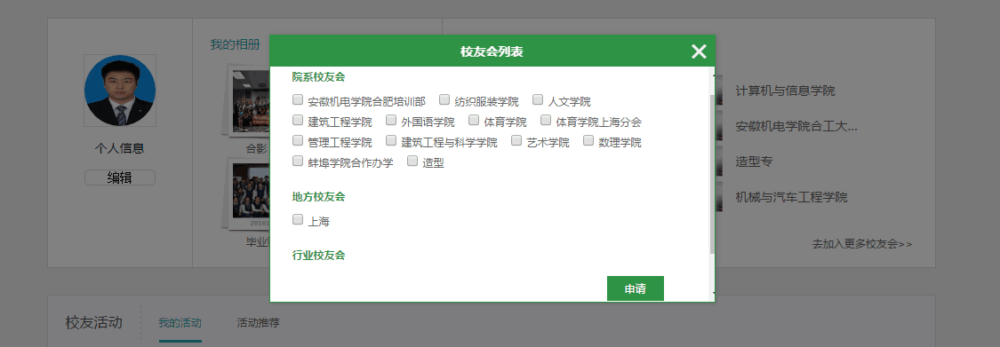 我的相册
校友会列表
院系校友会
安徽机电学院合肥培训部 纺织服装学院 人文学院
建筑工程学院 外国语学院 体育学院 体育学院上海分会
管理工程学院 建筑工程与科学学院 艺术学院 数理学院
蚌埠学院合作办学 造型
地方校友会
上海
行业校友会
申请
个人信息
编辑
合影
计算机与信息学院
安徽机电学院合工大...
造型专
机械与汽车工程学院
去加入更多校友会>>
校友活动 我的活动 活动推荐